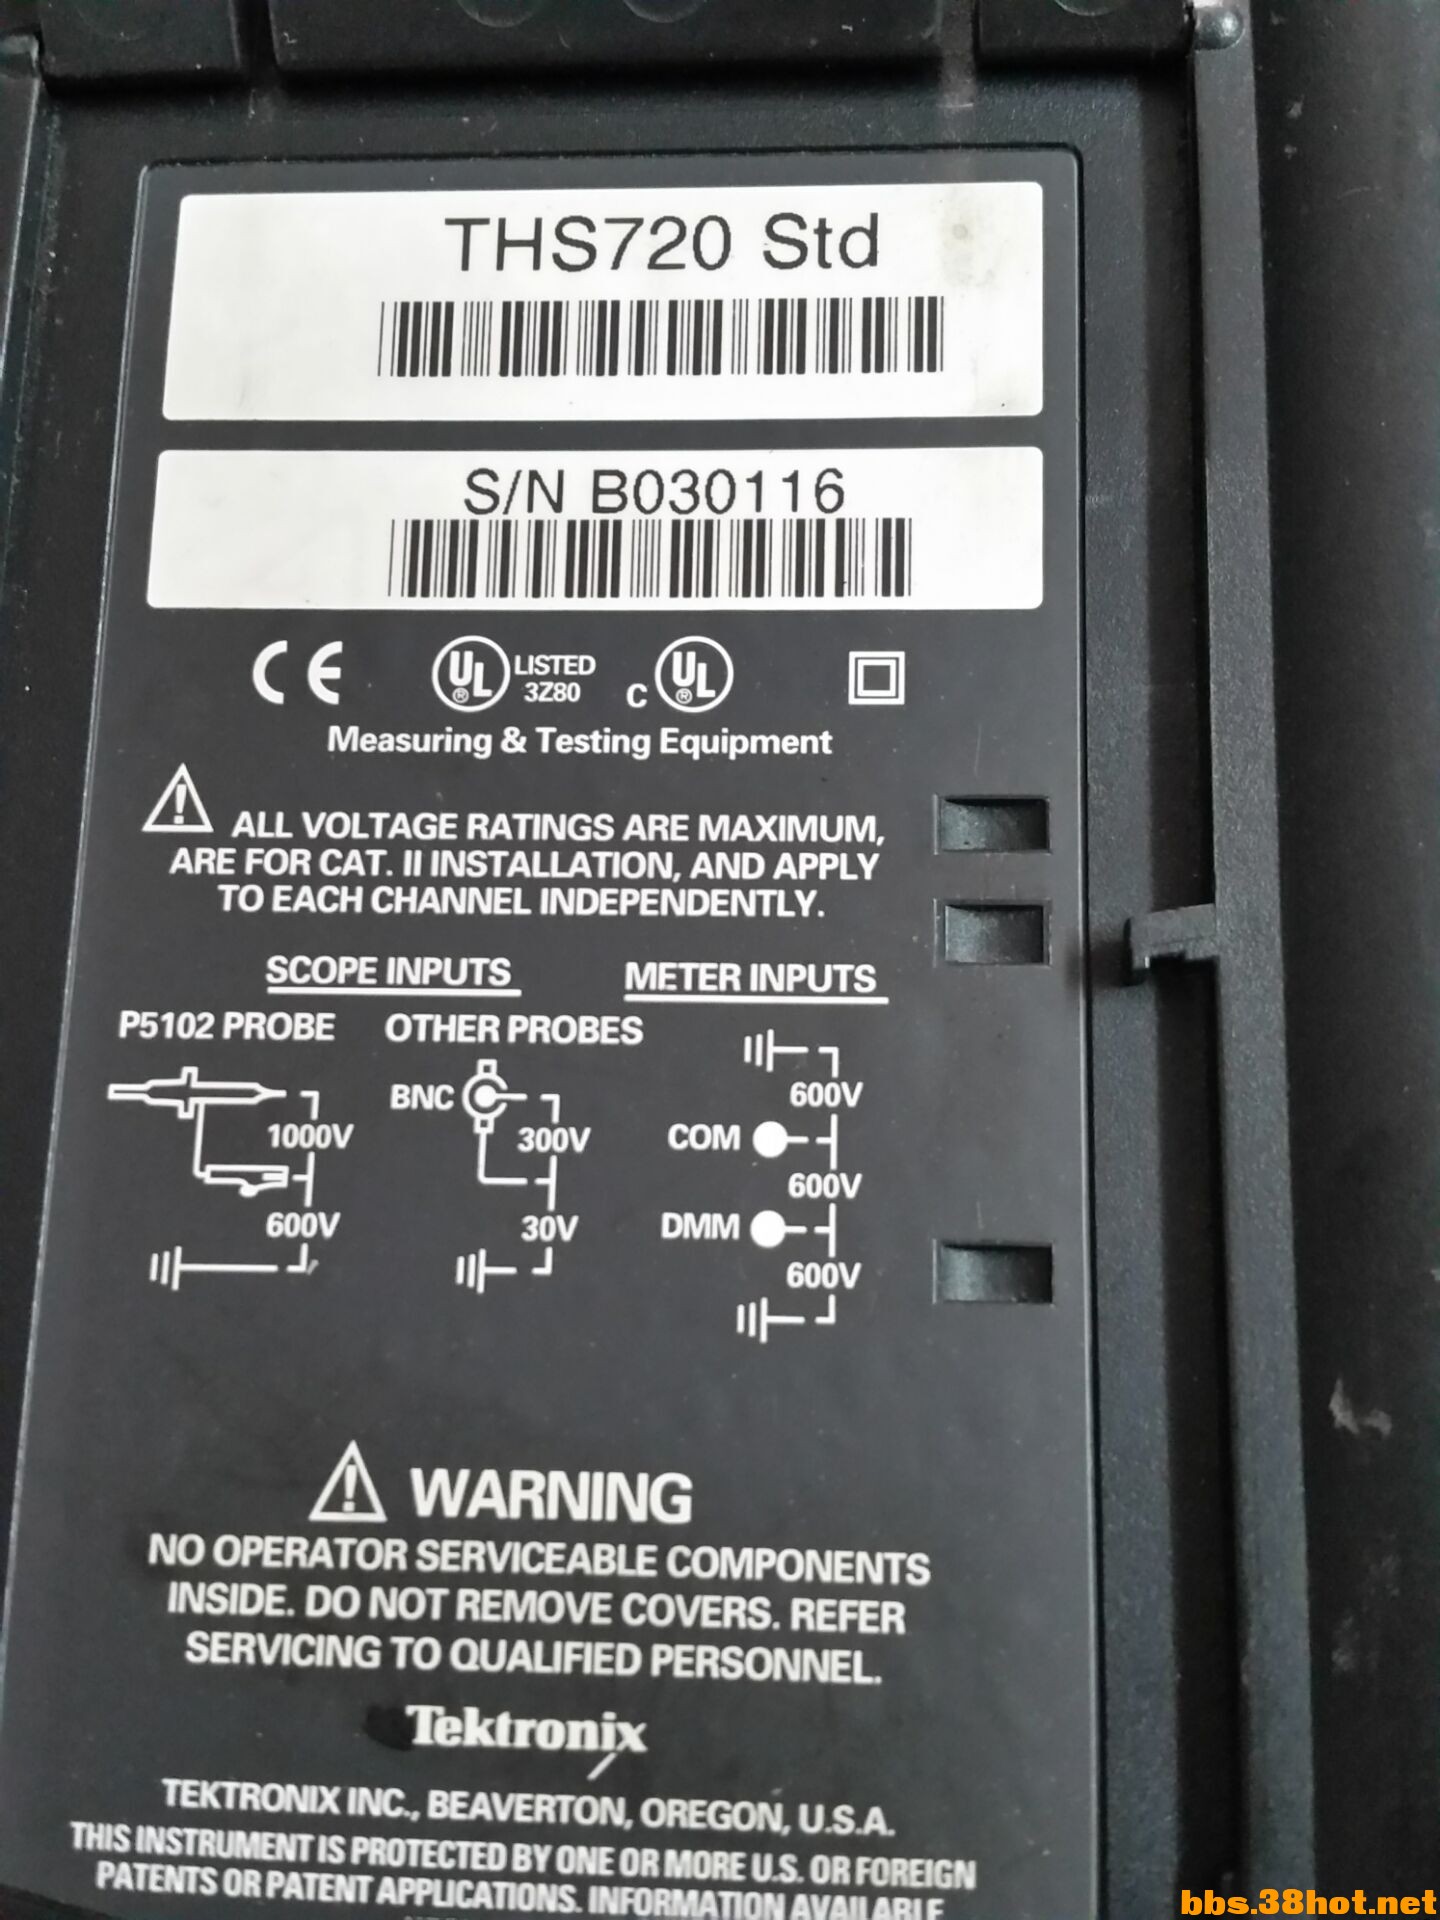 THS720 Std
S/N B030116
CE UL® LISTED 3Z80 C UL®
Measuring & Testing Equipment
ALL VOLTAGE RATINGS ARE MAXIMUM,
ARE FOR CAT. II INSTALLATION, AND APPLY
TO EACH CHANNEL INDEPENDENTLY.
SCOPE INPUTS
P5102 PROBE
1000V
600V
OTHER PROBES
BNC
300V
30V
METER INPUTS
600V
COM
600V
DMM
600V
WARNING
NO OPERATOR SERVICEABLE COMPONENTS
INSIDE. DO NOT REMOVE COVERS. REFER
SERVICING TO QUALIFIED PERSONNEL.
Tektronix
TEKTRONIX INC., BEAVERTON, OREGON, U.S.A.
THIS INSTRUMENT IS PROTECTED BY ONE OR MORE U.S. OR FOREIGN
PATENTS OR PATENT APPLICATIONS. INFORMATION AVAILABLE
bbs.38hot.net